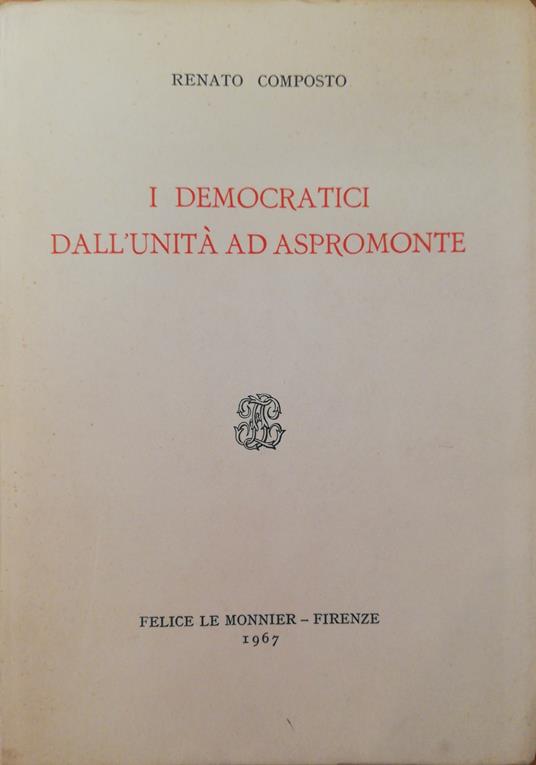 RENATO COMPOSTO
I DEMOCRATICI
DALL'UNITÀ AD ASPROMONTE
FELICE LE MONNIER – FIRENZE
1967